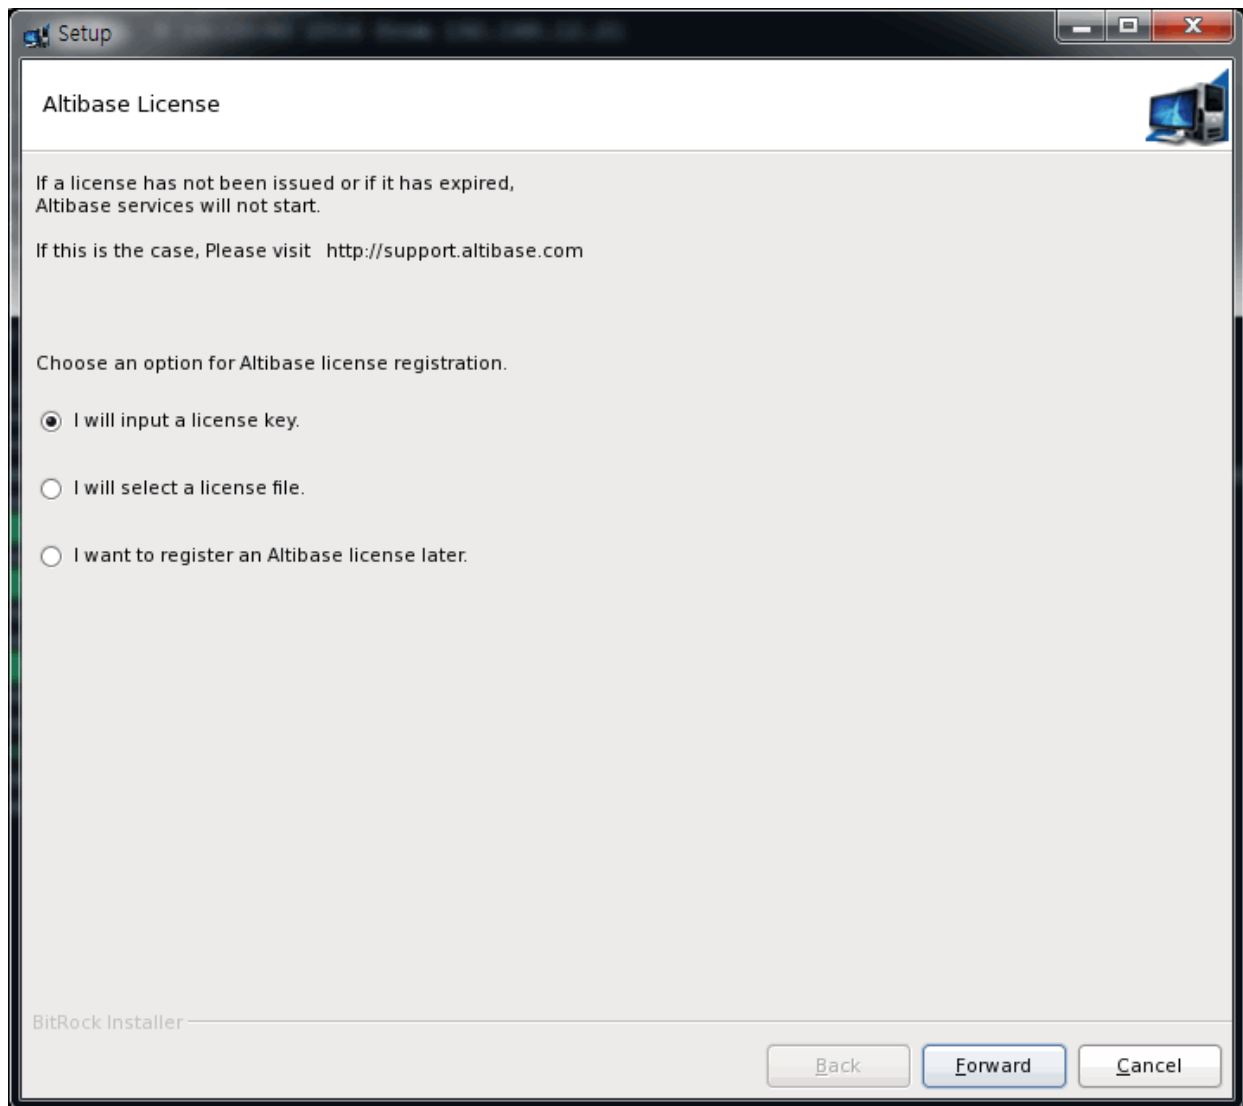 Setup
Altibase License
If a license has not been issued or if it has expired,
Altibase services will not start.
If this is the case, Please visit http://support.altibase.com
Choose an option for Altibase license registration.
I will input a license key.
I will select a license file.
I want to register an Altibase license later.
BitRock Installer
Back Forward Cancel